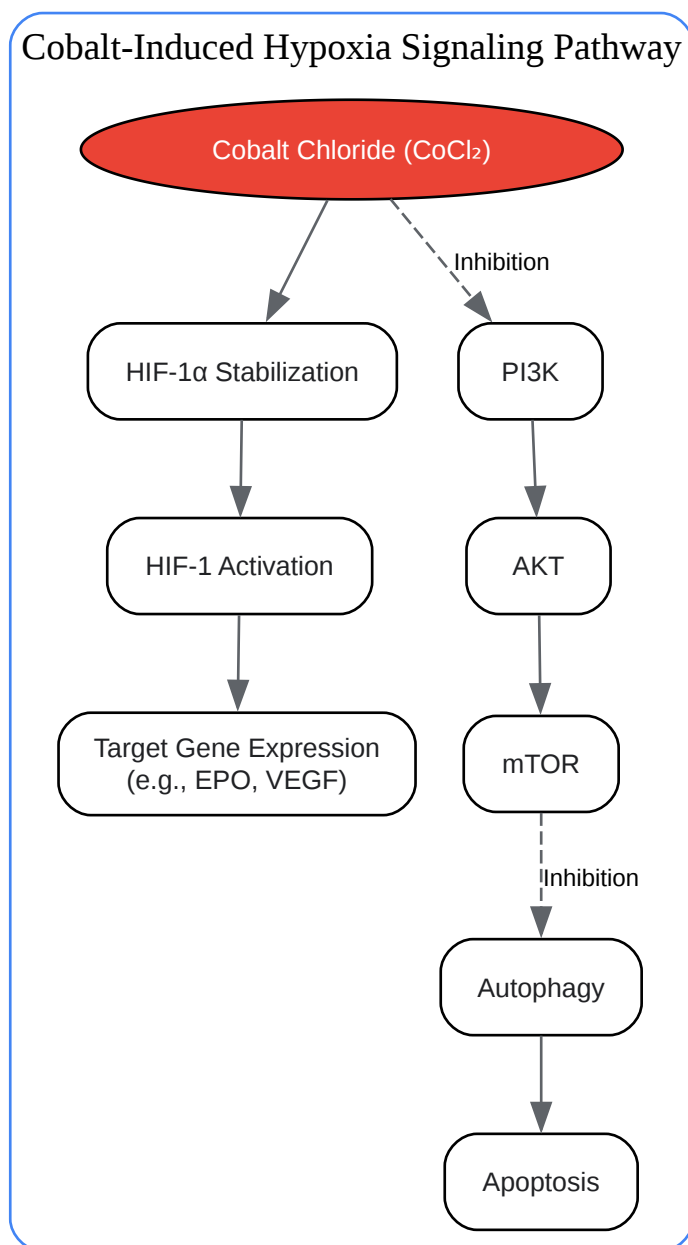 Cobalt-Induced Hypoxia Signaling Pathway
Cobalt Chloride (CoCl₂)
Inhibition
HIF-1α Stabilization
PI3K
HIF-1 Activation
AKT
Target Gene Expression
(e.g., EPO, VEGF)
mTOR
Inhibition
Autophagy
Apoptosis